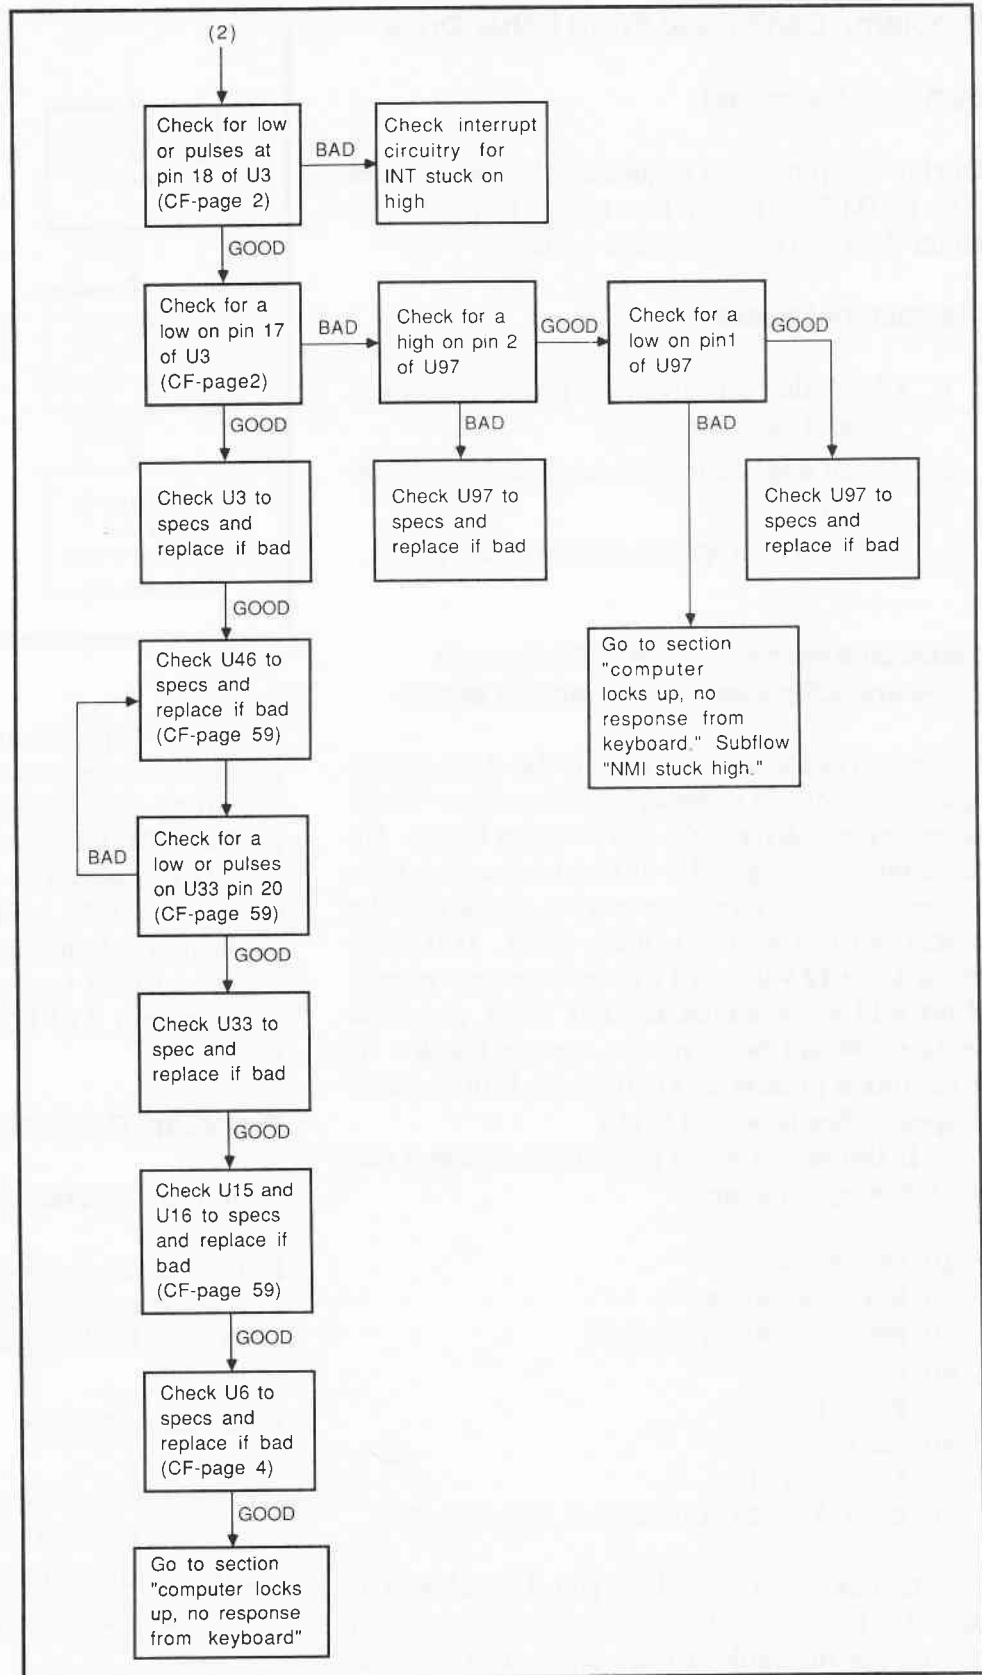 (2)
Check for low
or pulses at
pin 18 of U3
(CF-page 2)
BAD
Check interrupt
circuitry for
INT stuck on
high
GOOD
Check for a
low on pin 17
of U3
(CF-page2)
BAD
Check for a
high on pin 2
of U97
GOOD
Check for a
low on pin1
of U97
GOOD
GOOD
BAD
BAD
Check U3 to
specs and
replace if bad
Check U97 to
specs and
replace if bad
Check U97 to
specs and
replace if bad
GOOD
Check U46 to
specs and
replace if bad
(CF-page 59)
Go to section
"computer
locks up, no
response from
keyboard." Subflow
"NMI stuck high."
BAD
Check for a
low or pulses
on U33 pin 20
(CF-page 59)
GOOD
Check U33 to
spec and
replace if bad
GOOD
Check U15 and
U16 to specs
and replace if
bad
(CF-page 59)
GOOD
Check U6 to
specs and
replace if bad
(CF-page 4)
GOOD
Go to section
"computer locks
up, no response
from keyboard"